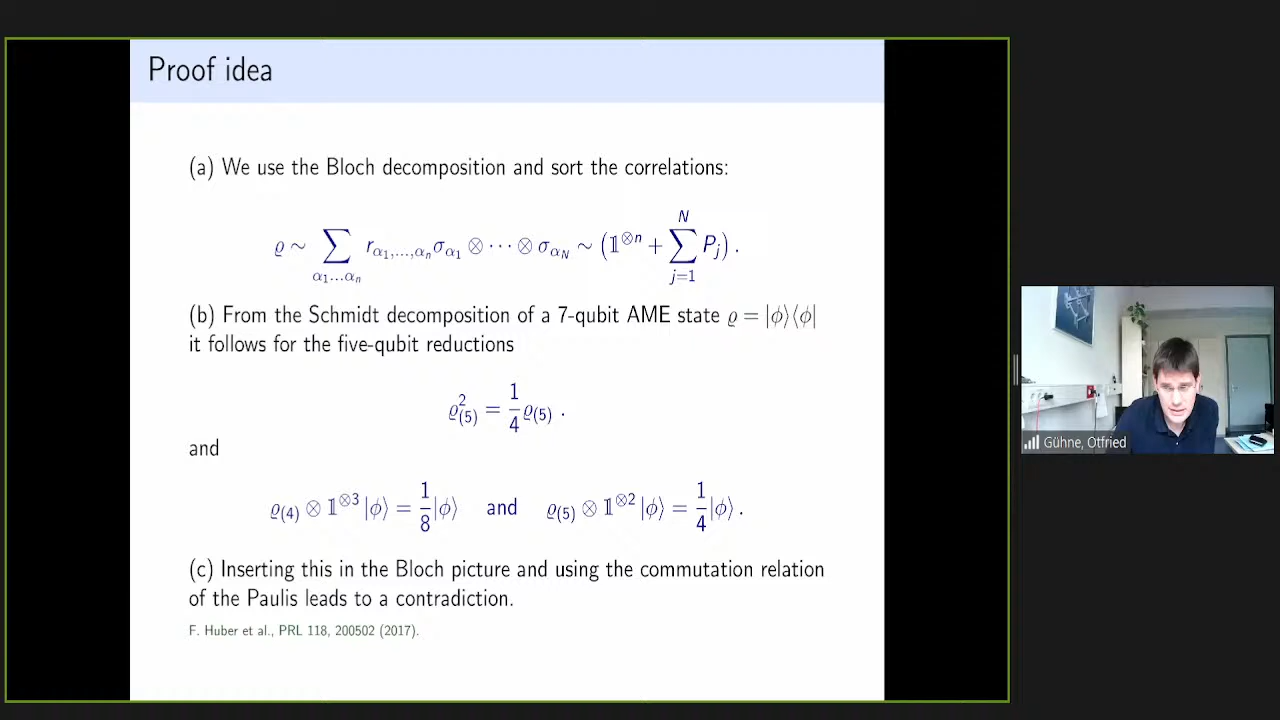 Proof idea
(a) We use the Bloch decomposition and sort the correlations:
ϱ ∼ ∑_{α₁...αₙ} r_{α₁,...,αₙ} σ_{α₁} ⊗ ··· ⊗ σ_{α_N} ∼ (𝟙^{⊗n} + ∑_{j=1}^{N} P_j) .
(b) From the Schmidt decomposition of a 7-qubit AME state ϱ = |ϕ⟩⟨ϕ|
it follows for the five-qubit reductions
ϱ²_{(5)} = 1/4 ϱ_{(5)} .
and
ϱ_{(4)} ⊗ 𝟙^{⊗3} |ϕ⟩ = 1/8 |ϕ⟩ and ϱ_{(5)} ⊗ 𝟙^{⊗2} |ϕ⟩ = 1/4 |ϕ⟩ .
(c) Inserting this in the Bloch picture and using the commutation relation
of the Paulis leads to a contradiction.
F. Huber et al., PRL 118, 200502 (2017).
Gühne, Otfried